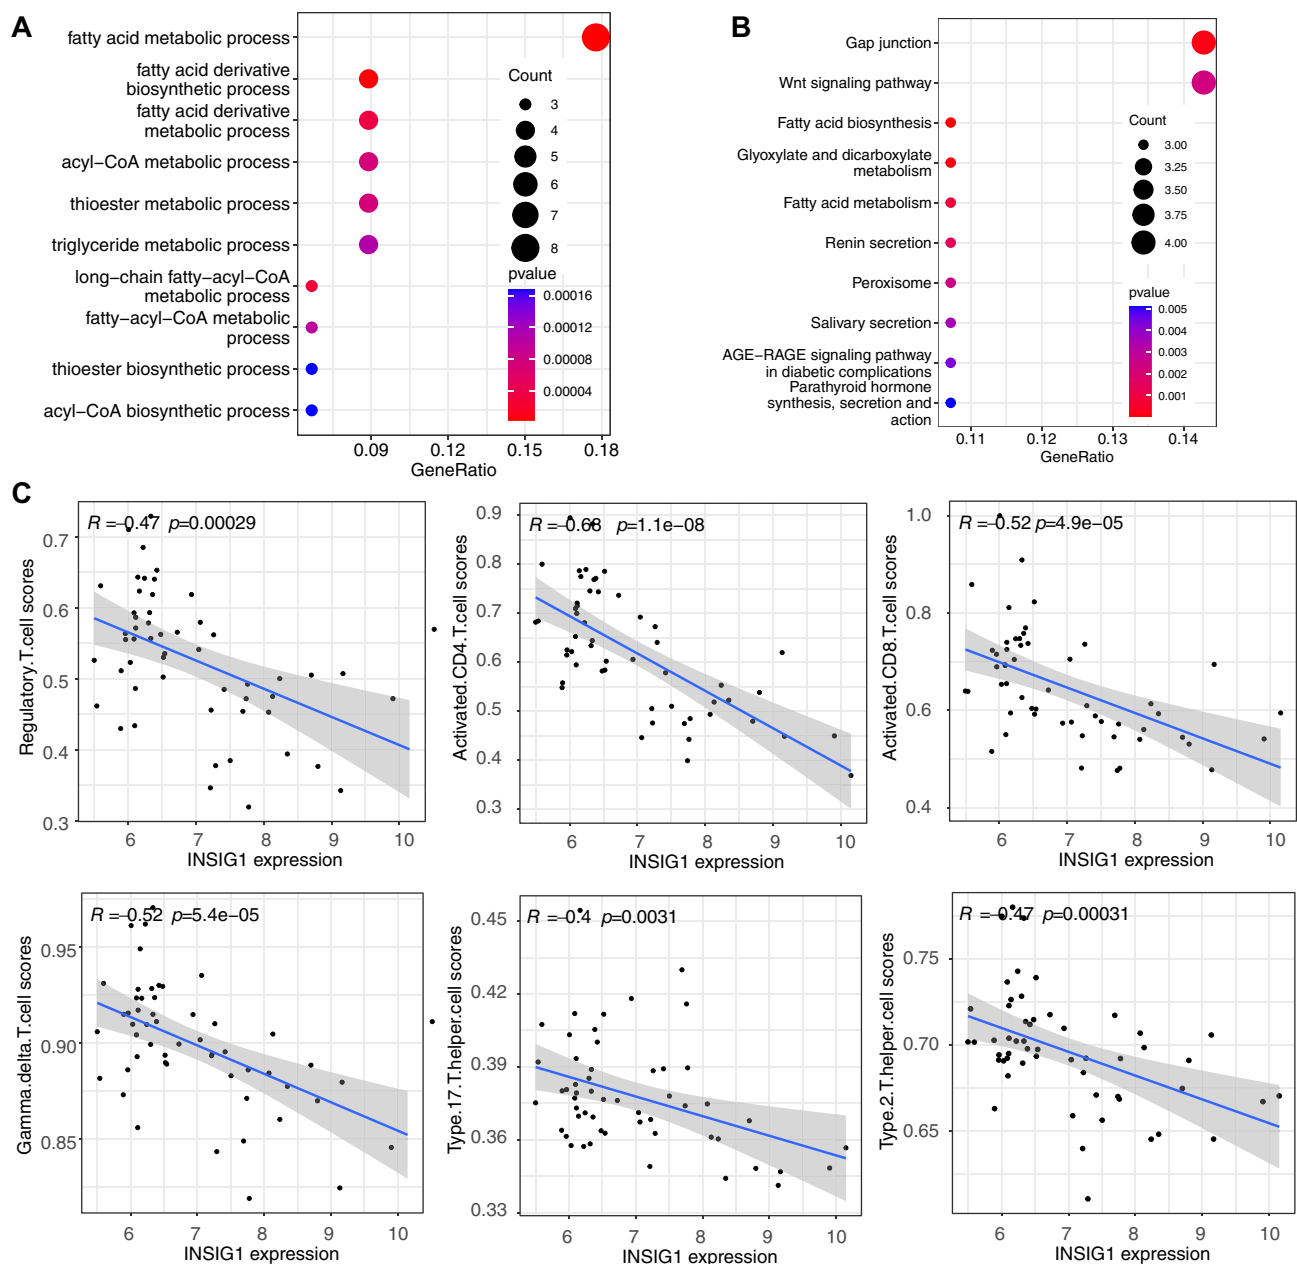 A
fatty acid metabolic process
fatty acid derivative
biosynthetic process
fatty acid derivative
metabolic process
acyl−CoA metabolic process
thioester metabolic process
triglyceride metabolic process
long−chain fatty−acyl−CoA
metabolic process
fatty−acyl−CoA metabolic
process
thioester biosynthetic process
acyl−CoA biosynthetic process
Count
3
4
5
6
7
8
pvalue
0.00016
0.00012
0.00008
0.00004
0.09 0.12 0.15 0.18
GeneRatio
B
Gap junction
Wnt signaling pathway
Fatty acid biosynthesis
Glyoxylate and dicarboxylate
metabolism
Fatty acid metabolism
Renin secretion
Peroxisome
Salivary secretion
AGE−RAGE signaling pathway
in diabetic complications
Parathyroid hormone
synthesis, secretion and
action
Count
3.00
3.25
3.50
3.75
4.00
pvalue
0.005
0.004
0.003
0.002
0.001
0.11 0.12 0.13 0.14
GeneRatio
C
R =−0.47 p=0.00029
Regulatory.T.cell scores
0.7
0.6
0.5
0.4
0.3
6 7 8 9 10
INSIG1 expression
R =−0.68 p=1.1e−08
Activated.CD4.T.cell scores
0.9
0.8
0.7
0.6
0.5
0.4
0.3
6 7 8 9 10
INSIG1 expression
R =−0.52 p=4.9e−05
Activated.CD8.T.cell scores
1.0
0.8
0.6
0.4
6 7 8 9 10
INSIG1 expression
R =−0.52 p=5.4e−05
Gamma.delta.T.cell scores
0.95
0.90
0.85
6 7 8 9 10
INSIG1 expression
R =−0.4 p=0.0031
Type.17.T.helper.cell scores
0.45
0.42
0.39
0.36
0.33
6 7 8 9 10
INSIG1 expression
R =−0.47 p=0.00031
Type.2.T.helper.cell scores
0.75
0.70
0.65
6 7 8 9 10
INSIG1 expression